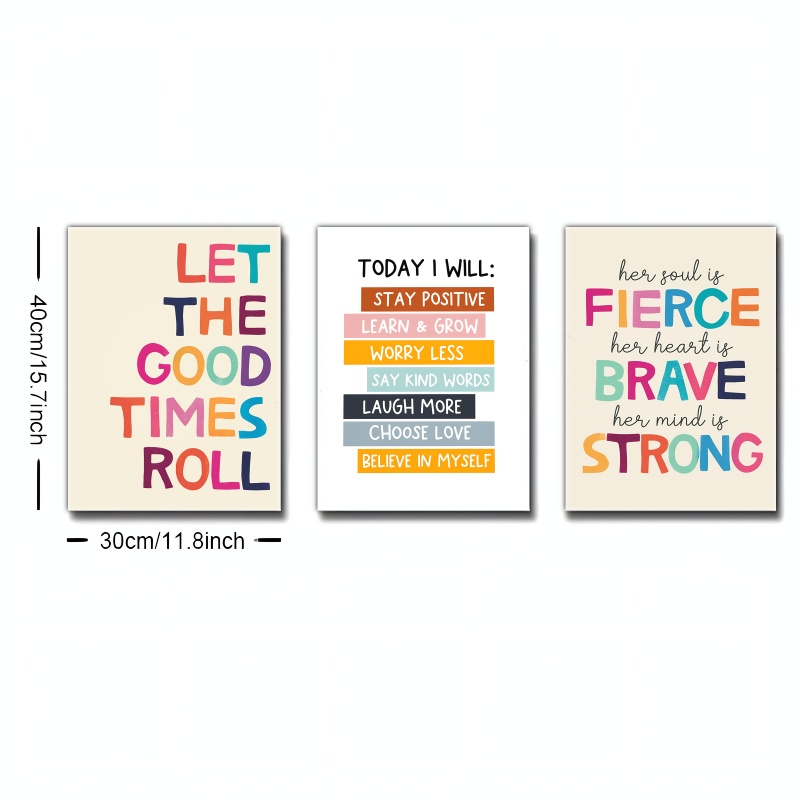 40cm/15.7inch
30cm/11.8inch
LET
THE
GOOD
TIMES
ROLL
TODAY I WILL:
STAY POSITIVE
LEARN & GROW
WORRY LESS
SAY KIND WORDS
LAUGH MORE
CHOOSE LOVE
BELIEVE IN MYSELF
her soul is
FIERCE
her heart is
BRAVE
her mind is
STRONG